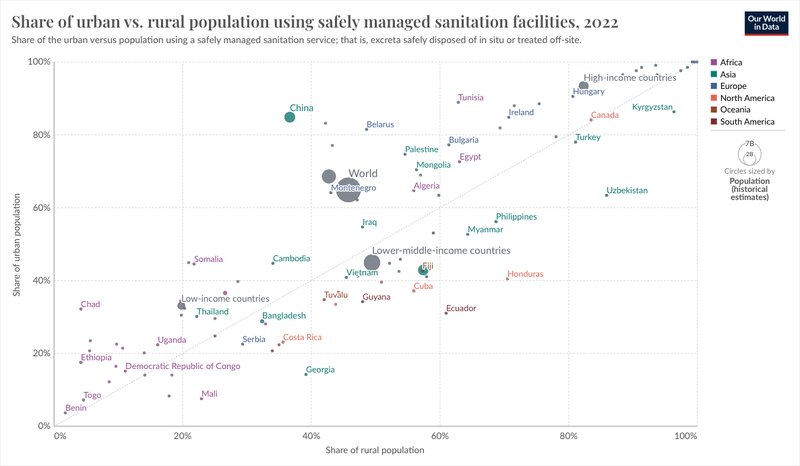 Share of urban vs. rural population using safely managed sanitation facilities, 2022
Share of the urban versus population using a safely managed sanitation service; that is, excreta safely disposed of in situ or treated off-site.
Our World
in Data
100%
80%
60%
40%
20%
0%
Share of urban population
0%
20%
40%
60%
80%
100%
Share of rural population
High-income countries
Hungary
Tunisia
China
Ireland
Canada
Kyrgyzstan
Belarus
Bulgaria
Turkey
Palestine
Egypt
Mongolia
World
Montenegro
Algeria
Uzbekistan
Iraq
Philippines
Myanmar
Lower-middle-income countries
Somalia
Cambodia
Vietnam
Fiji
Honduras
Cuba
Low-income countries
Tuvalu
Guyana
Chad
Thailand
Bangladesh
Ecuador
Uganda
Serbia
Costa Rica
Ethiopia
Democratic Republic of Congo
Georgia
Togo
Mali
Benin
Africa
Asia
Europe
North America
Oceania
South America
7B
2B
Circles sized by
Population
(historical
estimates)